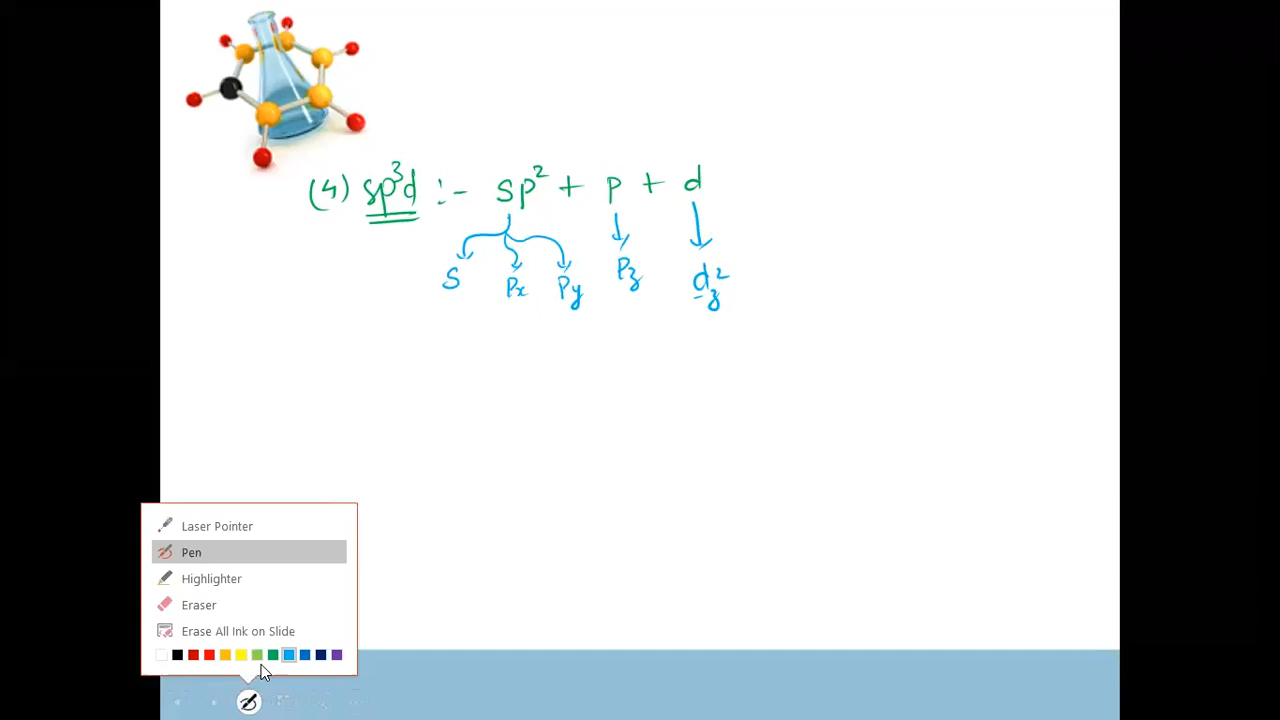 (4) sp³d :- sp² + p + d
s px py pz dz²
Laser Pointer
Pen
Highlighter
Eraser
Erase All Ink on Slide